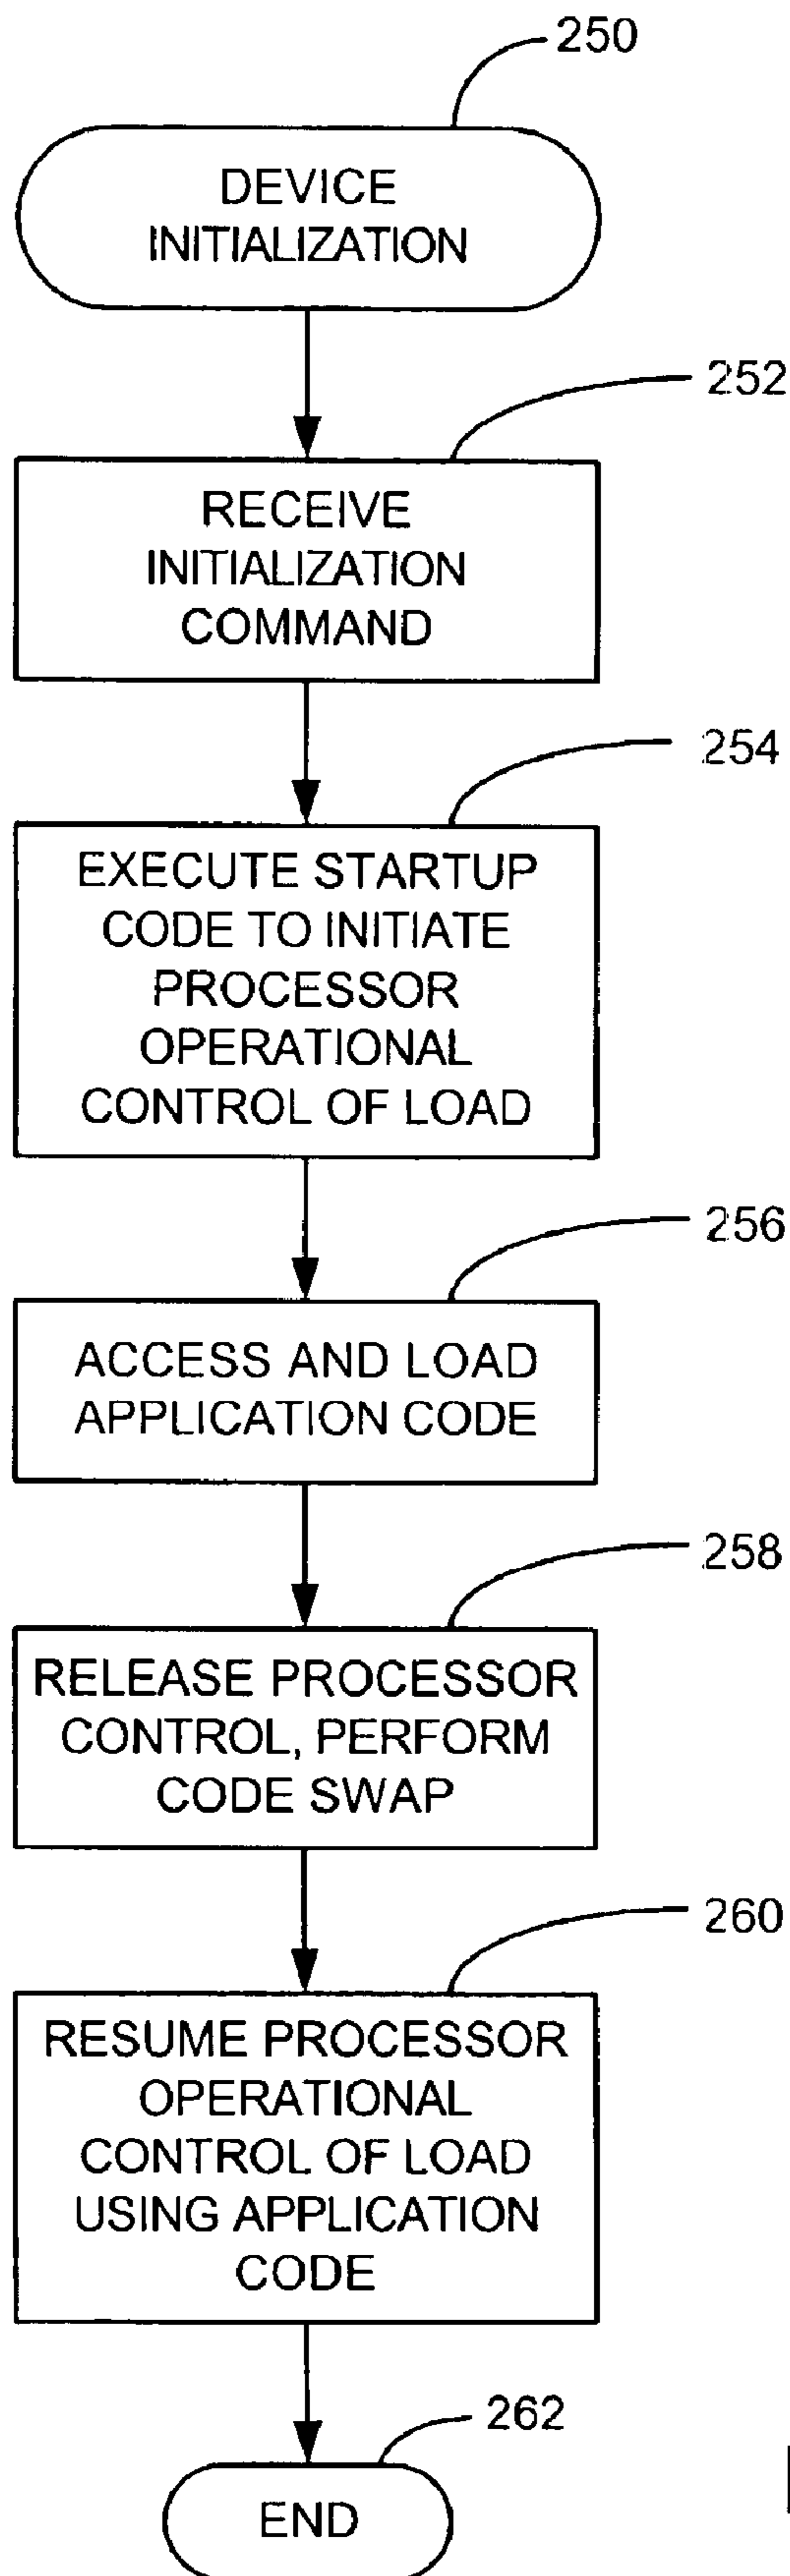 250
DEVICE
INITIALIZATION
252
RECEIVE
INITIALIZATION
COMMAND
254
EXECUTE STARTUP
CODE TO INITIATE
PROCESSOR
OPERATIONAL
CONTROL OF LOAD
256
ACCESS AND LOAD
APPLICATION CODE
258
RELEASE PROCESSOR
CONTROL, PERFORM
CODE SWAP
260
RESUME PROCESSOR
OPERATIONAL
CONTROL OF LOAD
USING APPLICATION
CODE
262
END